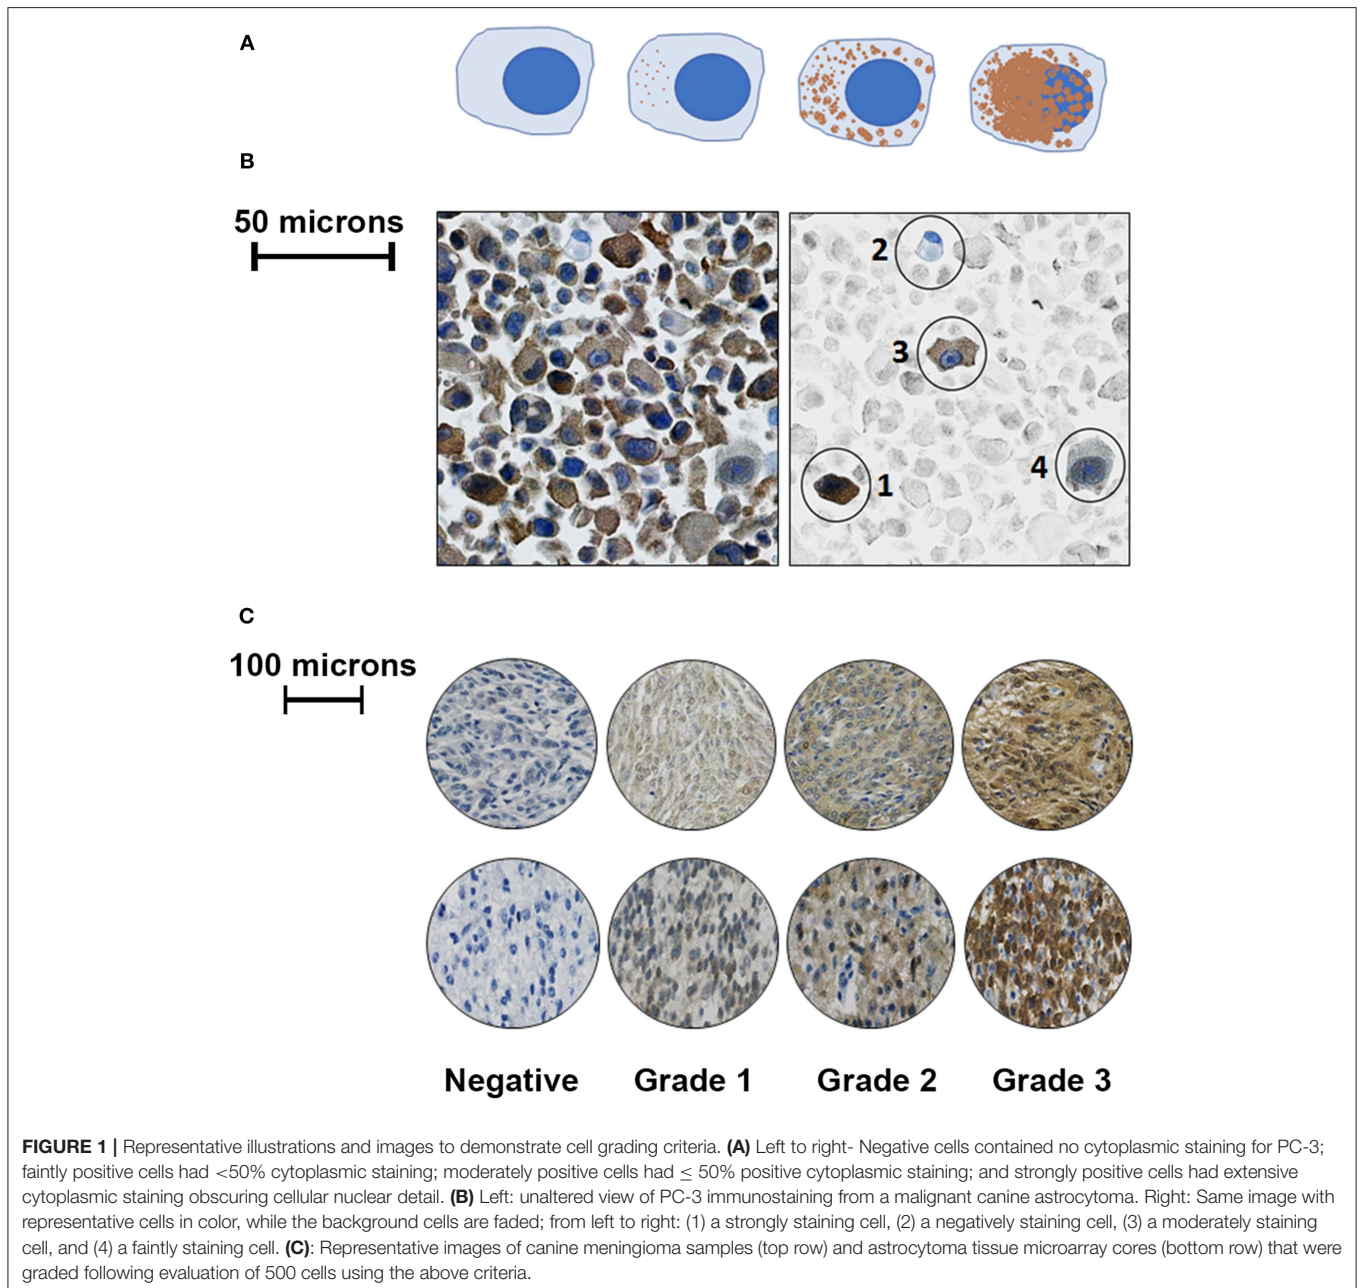 A
B
50 microns
2
3
4
1
C
100 microns
Negative Grade 1 Grade 2 Grade 3
FIGURE 1 | Representative illustrations and images to demonstrate cell grading criteria. (A) Left to right- Negative cells contained no cytoplasmic staining for PC-3;
faintly positive cells had <50% cytoplasmic staining; moderately positive cells had ≤ 50% positive cytoplasmic staining; and strongly positive cells had extensive
cytoplasmic staining obscuring cellular nuclear detail. (B) Left: unaltered view of PC-3 immunostaining from a malignant canine astrocytoma. Right: Same image with
representative cells in color, while the background cells are faded; from left to right: (1) a strongly staining cell, (2) a negatively staining cell, (3) a moderately staining
cell, and (4) a faintly staining cell. (C): Representative images of canine meningioma samples (top row) and astrocytoma tissue microarray cores (bottom row) that were
graded following evaluation of 500 cells using the above criteria.